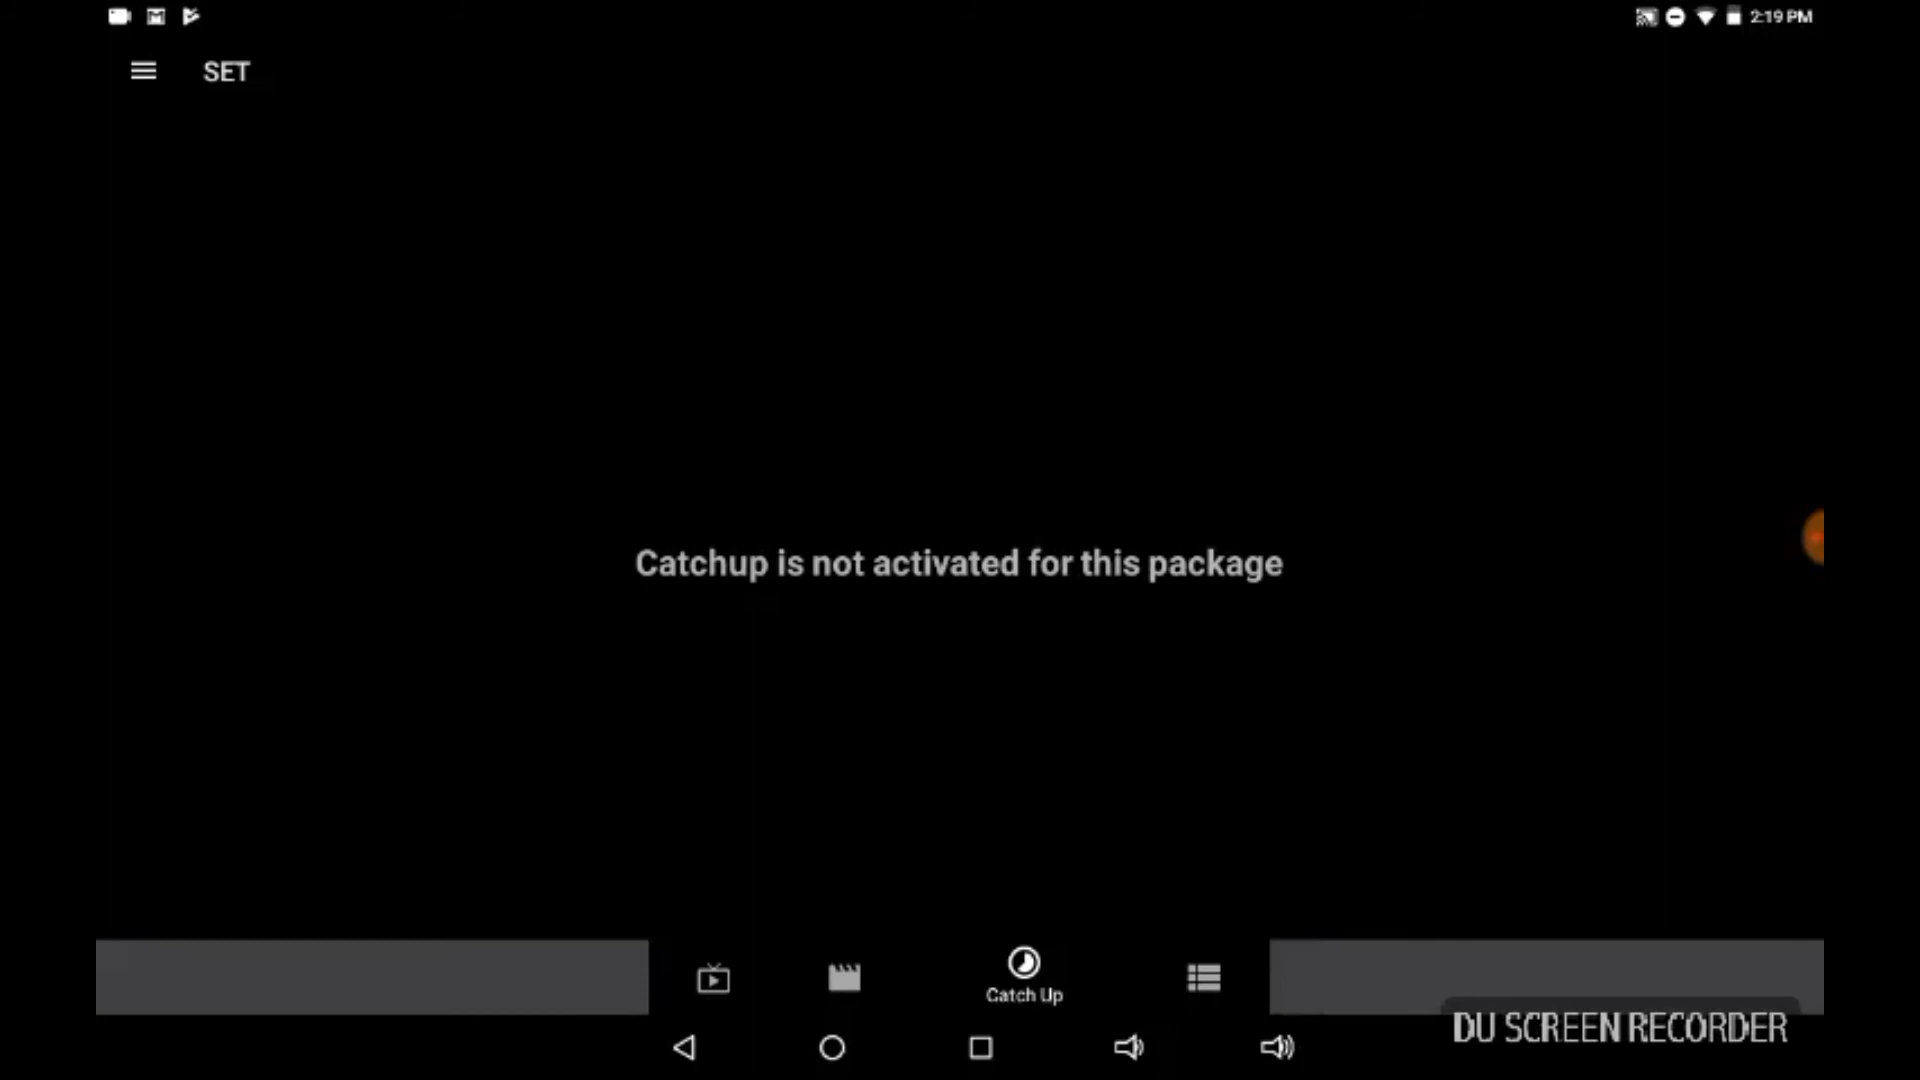 2:19 PM
SET
Catchup is not activated for this package
Catch Up
DU SCREEN RECORDER